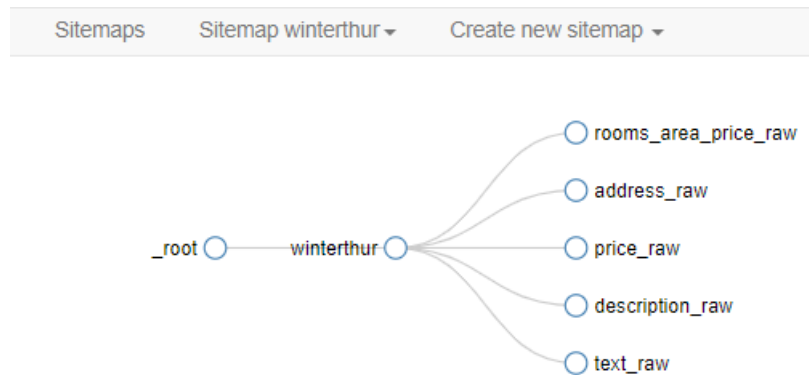 Sitemaps Sitemap winterthur Create new sitemap
rooms_area_price_raw
address_raw
_root winterthur price_raw
description_raw
text_raw